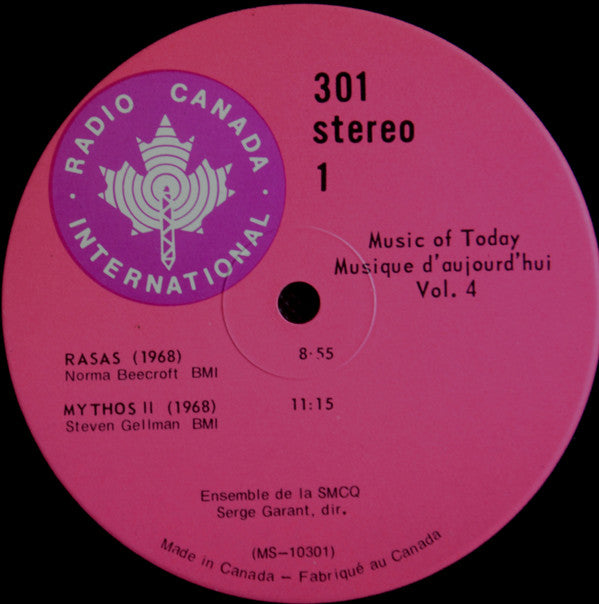 RADIO CANADA
INTERNATIONAL
301
stereo
1
Music of Today
Musique d'aujourd'hui
Vol. 4
RASAS (1968) 8·55
Norma Beecroft BMI
MYTHOS II (1968) 11:15
Steven Gellman BMI
Ensemble de la SMCQ
Serge Garant, dir.
(MS-10301)
Made in Canada – Fabriqué au Canada